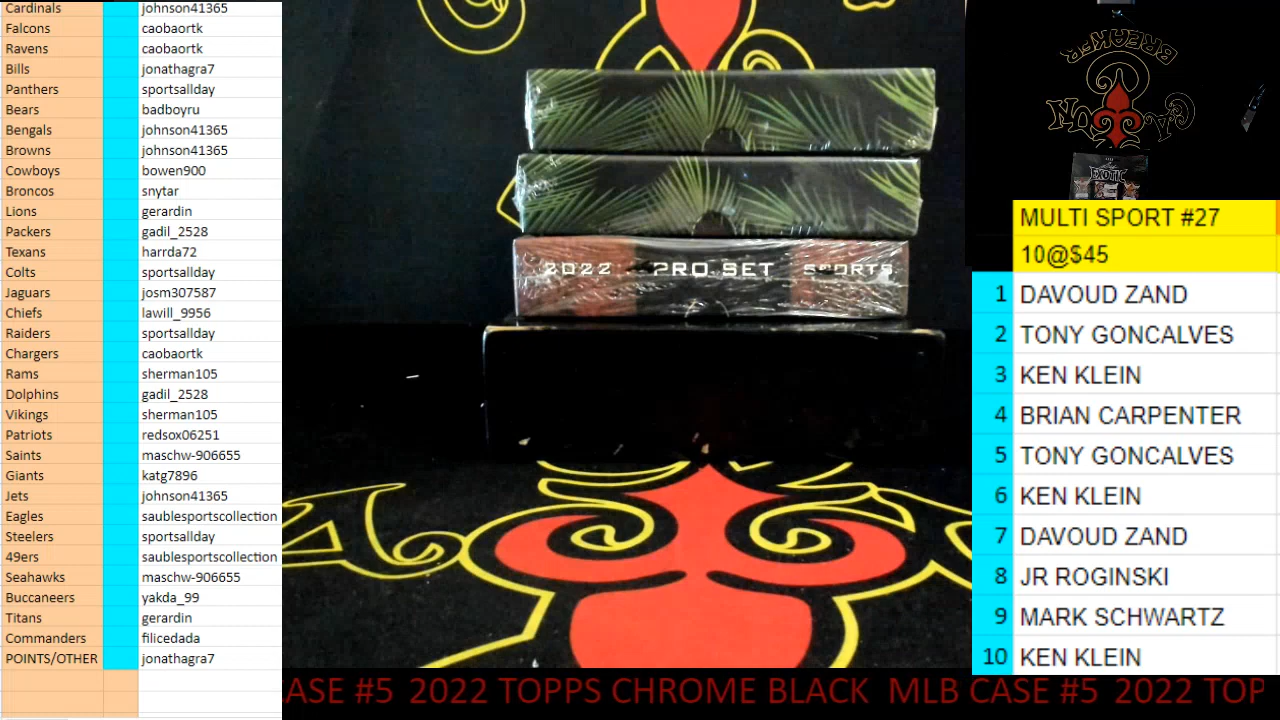 Cardinals johnson41365
Falcons caobaortk
Ravens caobaortk
Bills jonathagra7
Panthers sportsallday
Bears badboyru
Bengals johnson41365
Browns johnson41365
Cowboys bowen900
Broncos snytar
Lions gerardin
Packers gadil_2528
Texans harrda72
Colts sportsallday
Jaguars josm307587
Chiefs lawill_9956
Raiders sportsallday
Chargers caobaortk
Rams sherman105
Dolphins gadil_2528
Vikings sherman105
Patriots redsox06251
Saints maschw-906655
Giants katg7896
Jets johnson41365
Eagles saublesportscollection
Steelers sportsallday
49ers saublesportscollection
Seahawks maschw-906655
Buccaneers yakda_99
Titans gerardin
Commanders filicedada
POINTS/OTHER jonathagra7
2022 PRO SET SPORTS
BREAKER
EXOTIC
MULTI SPORT #27
10@$45
1 DAVOUD ZAND
2 TONY GONCALVES
3 KEN KLEIN
4 BRIAN CARPENTER
5 TONY GONCALVES
6 KEN KLEIN
7 DAVOUD ZAND
8 JR ROGINSKI
9 MARK SCHWARTZ
10 KEN KLEIN
CASE #5 2022 TOPPS CHROME BLACK MLB CASE #5 2022 TOP